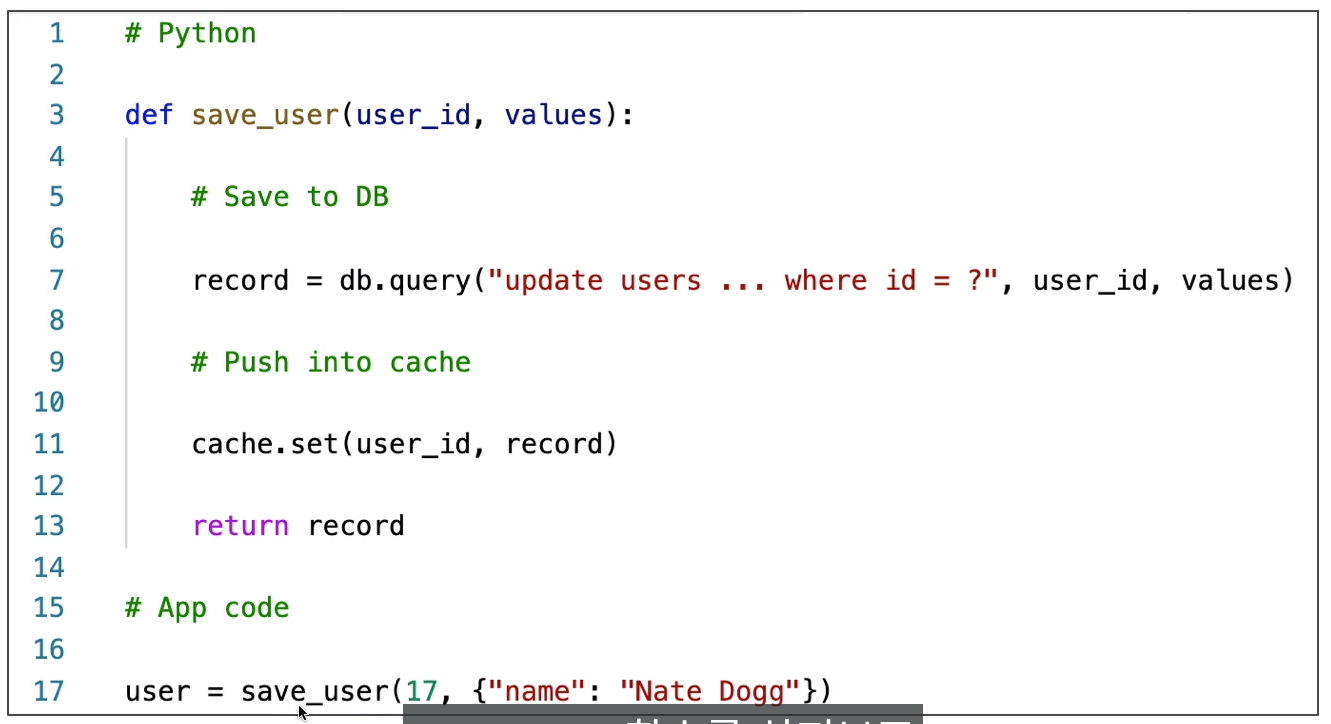 1 # Python
2
3 def save_user(user_id, values):
4
5 # Save to DB
6
7 record = db.query("update users ... where id = ?", user_id, values)
8
9 # Push into cache
10
11 cache.set(user_id, record)
12
13 return record
14
15 # App code
16
17 user = save_user(17, {"name": "Nate Dogg"})